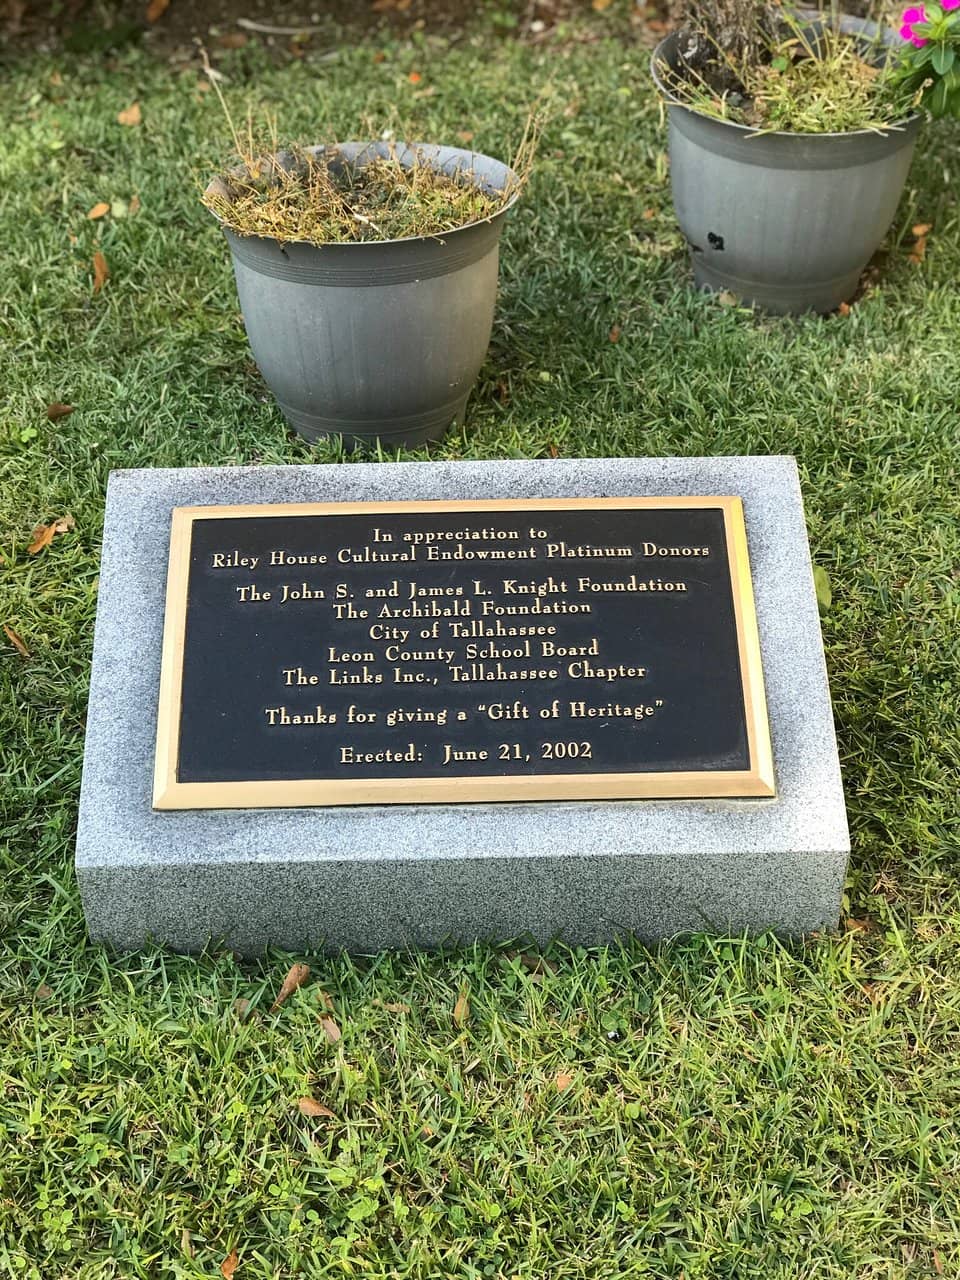 In appreciation to
Riley House Cultural Endowment Platinum Donors
The John S. and James L. Knight Foundation
The Archibald Foundation
City of Tallahassee
Leon County School Board
The Links Inc., Tallahassee Chapter
Thanks for giving a “Gift of Heritage”
Erected: June 21, 2002